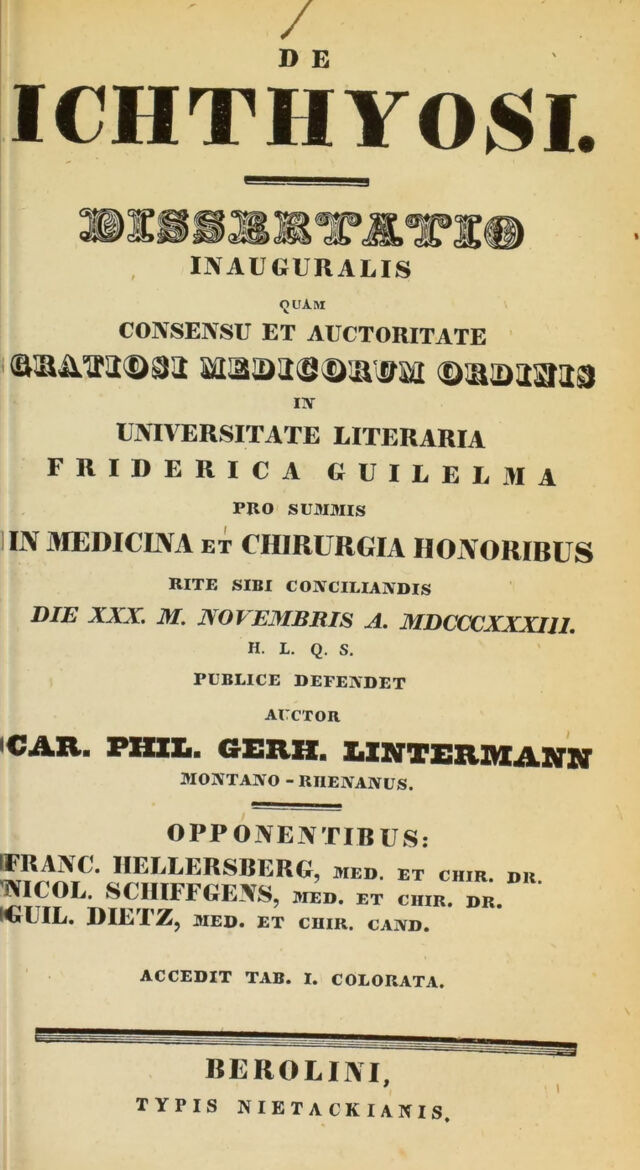 DE
ICHTHYOSI.
DISSERTATIO
INAUGURALIS
QUAM
CONSENSU ET AUCTORITATE
GRATIOSI MEDICORUM ORDINIS
IN
UNIVERSITATE LITERARIA
FRIDERICA GUILELMA
PRO SUMMIS
IN MEDICINA ET CHIRURGIA HONORIBUS
RITE SIBI CONCILIANDIS
DIE XXX. M. NOVEMBRIS A. MDCCCXXXIII.
H. L. Q. S.
PUBLICE DEFENDET
AUCTOR
CAR. PHIL. GERH. LINTERMANN
MONTANO-RHENANUS.
OPPONENTIBUS:
FRANC. HELLERSBERG, MED. ET CHIR. DR.
NICOL. SCHIFFGENS, MED. ET CHIR. DR.
GUIL. DIETZ, MED. ET CHIR. CAND.
ACCEDIT TAB. I. COLORATA.
BEROLINI,
TYPIS NIETACKIANIS.